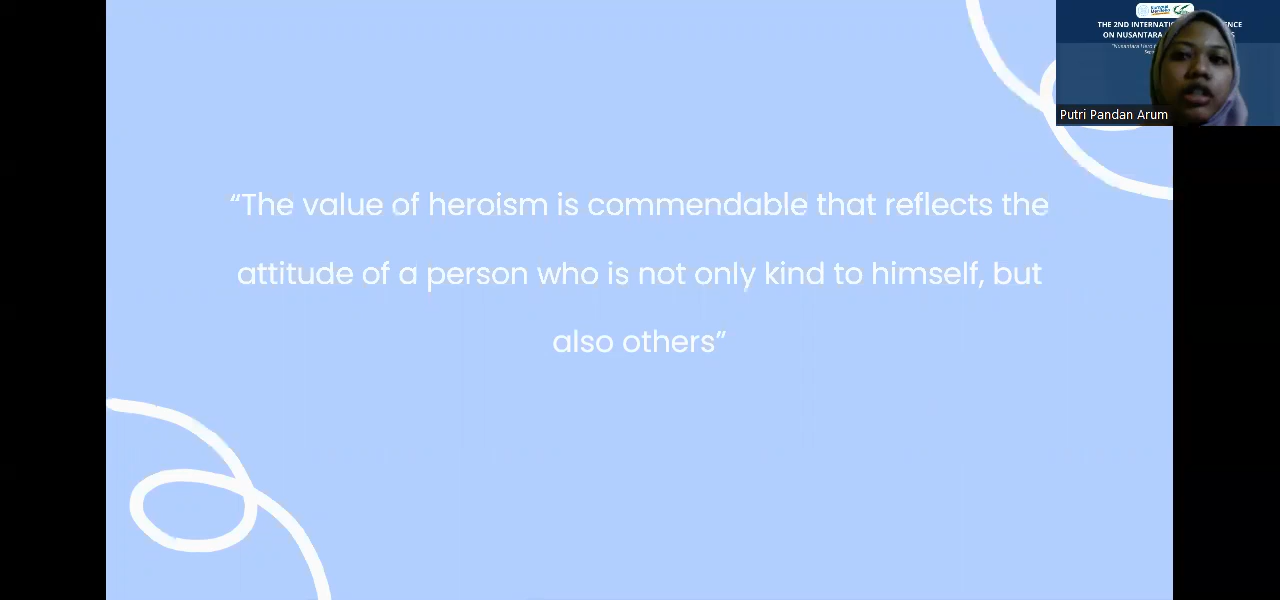 THE 2ND
ON NUSANTARA
Putri Pandan Arum
“The value of heroism is commendable that reflects the
attitude of a person who is not only kind to himself, but
also others”